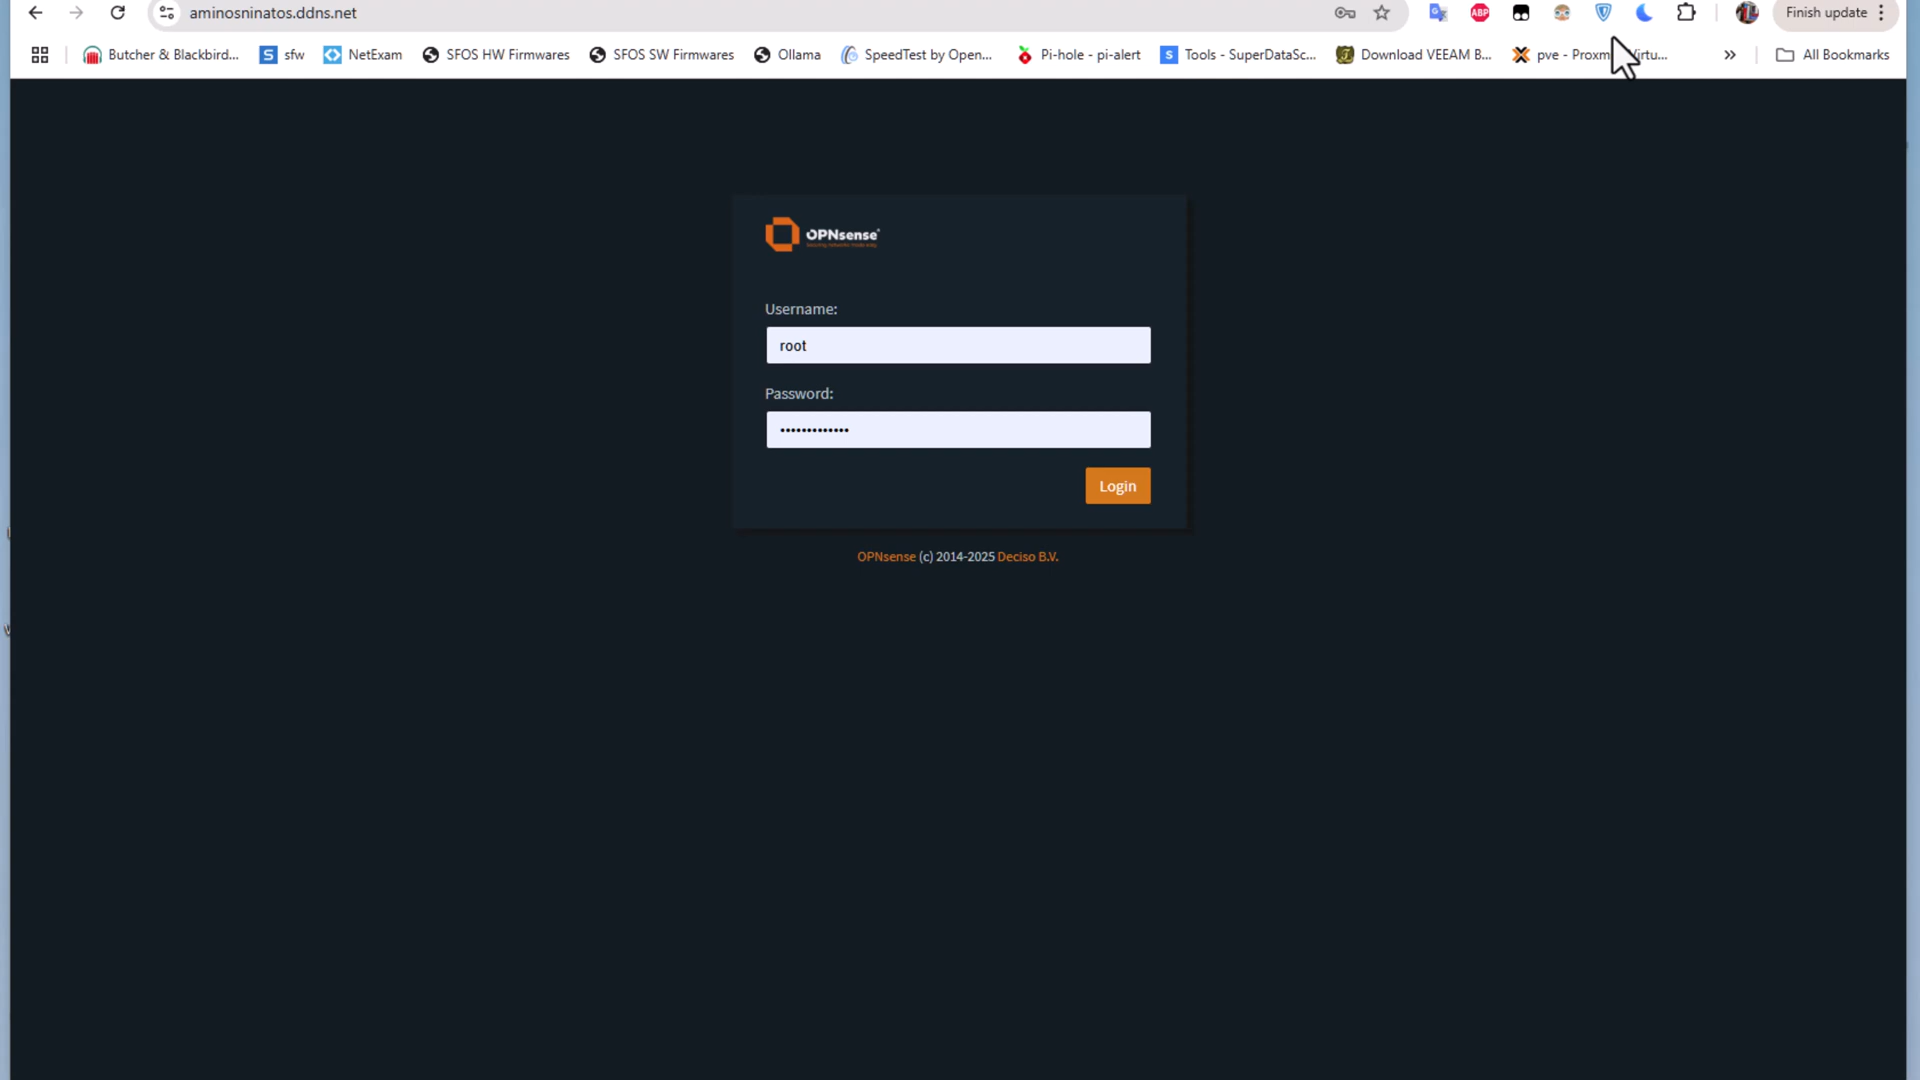 aminosninatos.ddns.net
ABP
Finish update
Butcher & Blackbird...
S sfw
NetExam
SFOS HW Firmwares
SFOS SW Firmwares
Ollama
SpeedTest by Open...
Pi-hole - pi-alert
S Tools - SuperDataSc...
Download VEEAM B...
pve - Proxm
»
All Bookmarks
OPNsense
Username:
root
Password:
•••••••••••••
Login
OPNsense (c) 2014-2025 Deciso B.V.